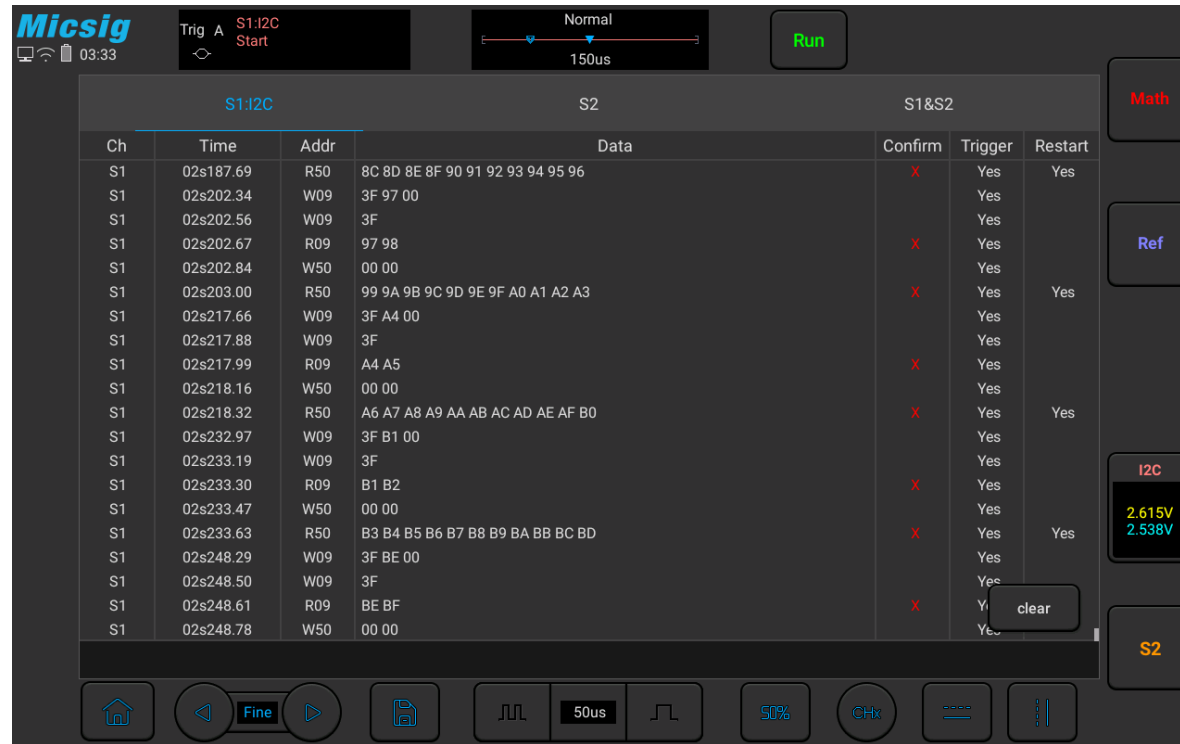 Micsig
03:33
Trig A S1:I2C
Start
Normal
150us
Run
S1:I2C S2 S1&S2
Ch Time Addr Data Confirm Trigger Restart
S1 02s187.69 R50 8C 8D 8E 8F 90 91 92 93 94 95 96 X Yes Yes
S1 02s202.34 W09 3F 97 00 Yes
S1 02s202.56 W09 3F Yes
S1 02s202.67 R09 97 98 X Yes
S1 02s202.84 W50 00 00 Yes
S1 02s203.00 R50 99 9A 9B 9C 9D 9E 9F A0 A1 A2 A3 X Yes Yes
S1 02s217.66 W09 3F A4 00 Yes
S1 02s217.88 W09 3F Yes
S1 02s217.99 R09 A4 A5 X Yes
S1 02s218.16 W50 00 00 Yes
S1 02s218.32 R50 A6 A7 A8 A9 AA AB AC AD AE AF B0 X Yes Yes
S1 02s232.97 W09 3F B1 00 Yes
S1 02s233.19 W09 3F Yes
S1 02s233.30 R09 B1 B2 X Yes
S1 02s233.47 W50 00 00 Yes
S1 02s233.63 R50 B3 B4 B5 B6 B7 B8 B9 BA BB BC BD X Yes Yes
S1 02s248.29 W09 3F BE 00 Yes
S1 02s248.50 W09 3F Yes
S1 02s248.61 R09 BE BF X
S1 02s248.78 W50 00 00 Yes
clear
Math
Ref
I2C
2.615V
2.538V
S2
Fine 50us 50% CHx